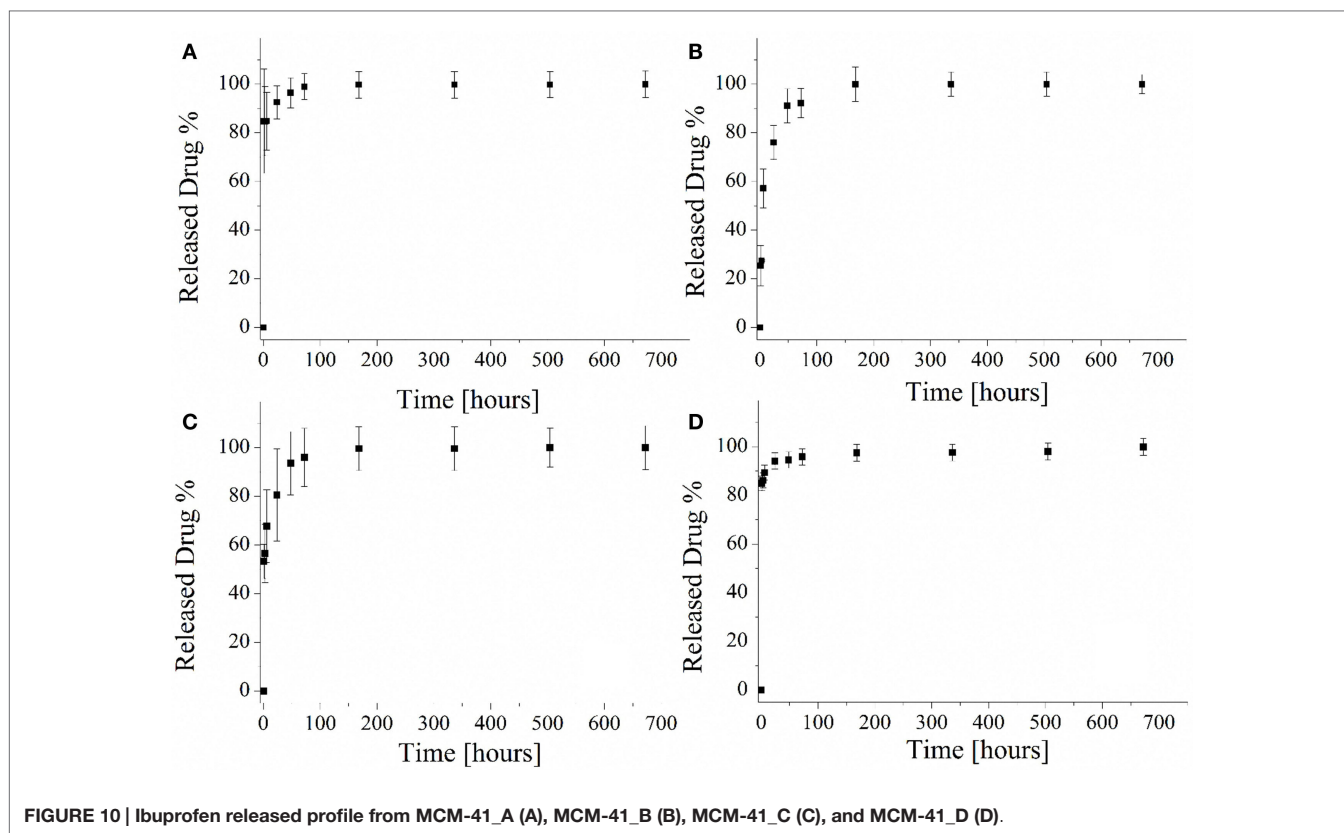 A
Released Drug %
100
80
60
40
20
0
0 100 200 300 400 500 600 700
Time [hours]
B
Released Drug %
100
80
60
40
20
0
0 100 200 300 400 500 600 700
Time [hours]
C
Released Drug %
100
80
60
40
20
0
0 100 200 300 400 500 600 700
Time [hours]
D
Released Drug %
100
80
60
40
20
0
0 100 200 300 400 500 600 700
Time [hours]
FIGURE 10 | Ibuprofen released profile from MCM-41_A (A), MCM-41_B (B), MCM-41_C (C), and MCM-41_D (D).